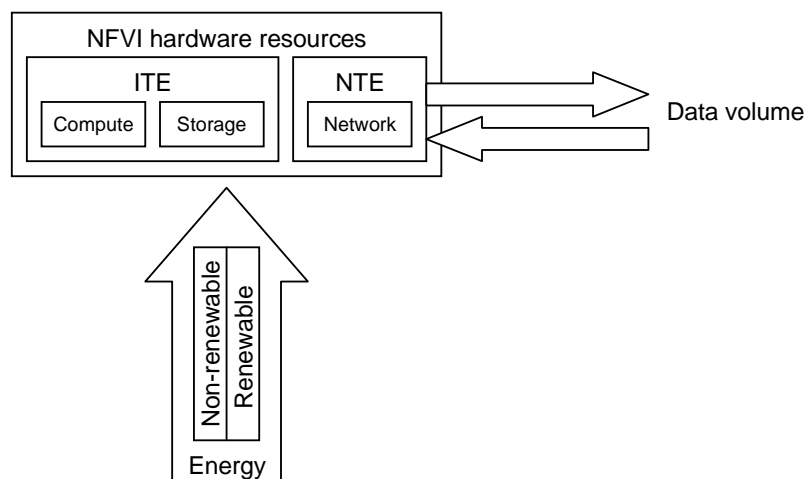 NFVI hardware resources
ITE
NTE
Compute
Storage
Network
Data volume
Non-renewable
Renewable
Energy